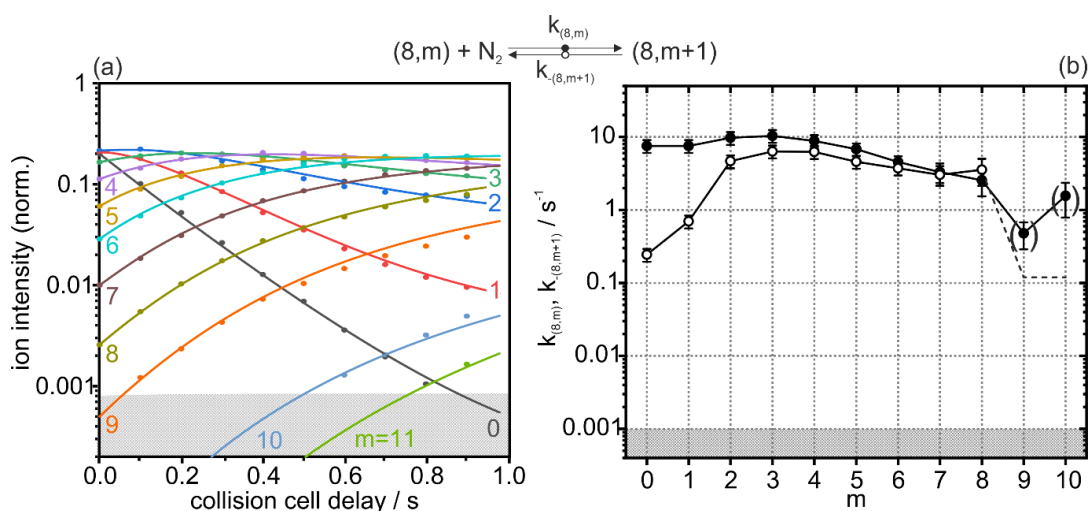 k(8,m)
(8,m) + N2 (8,m+1)
k-(8,m+1)
(a)
(b)
ion intensity (norm.)
1
0.1
0.01
0.001
4
5
6
7
8
9
3
2
1
0
10
m=11
0.0 0.2 0.4 0.6 0.8 1.0
collision cell delay / s
k(8,m), k-(8,m+1) / s-1
10
1
0.1
0.01
0.001
( )
( )
0 1 2 3 4 5 6 7 8 9 10
m